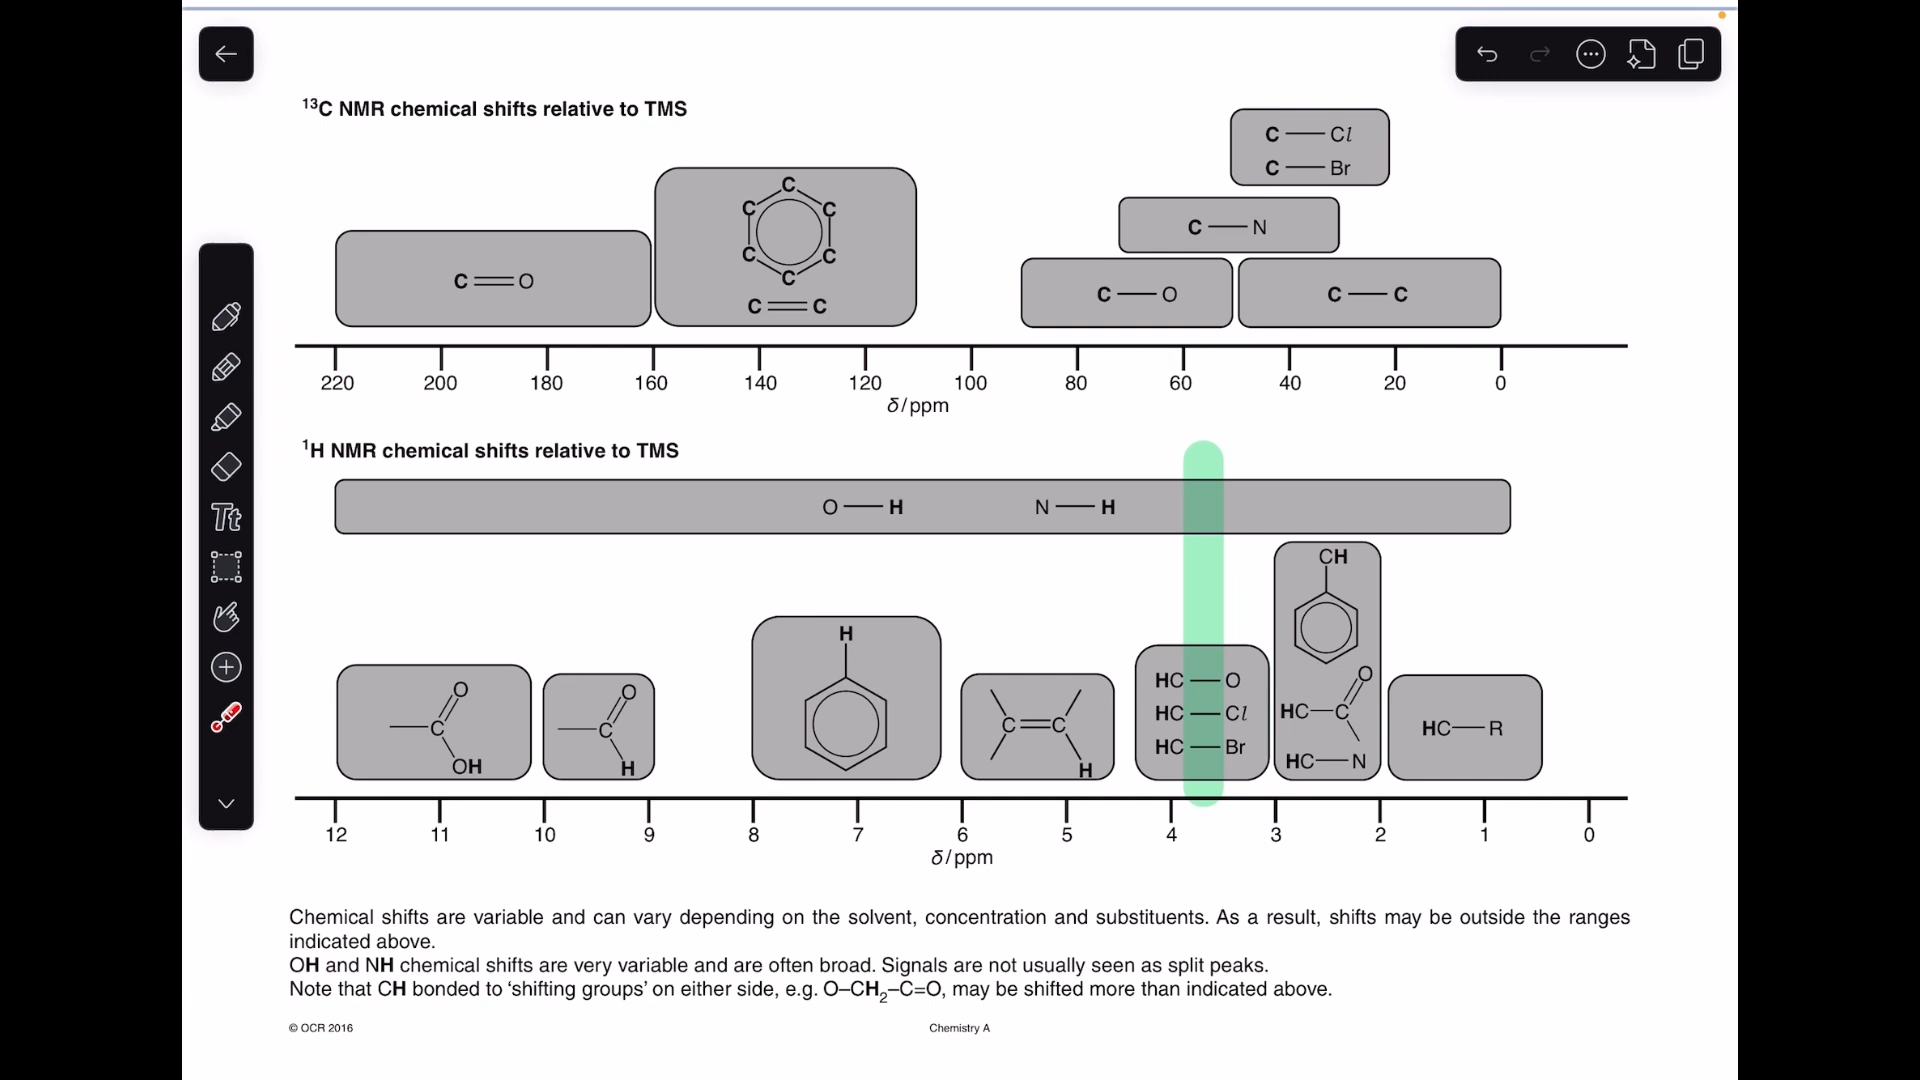 13C NMR chemical shifts relative to TMS
C — Cl
C — Br
C C C C C C
C = C
C — N
C = O
C — O
C — C
220 200 180 160 140 120 100 80 60 40 20 0
δ/ppm
1H NMR chemical shifts relative to TMS
O — H N — H
CH
H
O
C
OH
O
C
H
C = C
H
HC — O
HC — Cl
HC — Br
O
HC — C
HC — N
HC — R
12 11 10 9 8 7 6 5 4 3 2 1 0
δ/ppm
Chemical shifts are variable and can vary depending on the solvent, concentration and substituents. As a result, shifts may be outside the ranges
indicated above.
OH and NH chemical shifts are very variable and are often broad. Signals are not usually seen as split peaks.
Note that CH bonded to ‘shifting groups’ on either side, e.g. O–CH2–C=O, may be shifted more than indicated above.
© OCR 2016 Chemistry A
Tt